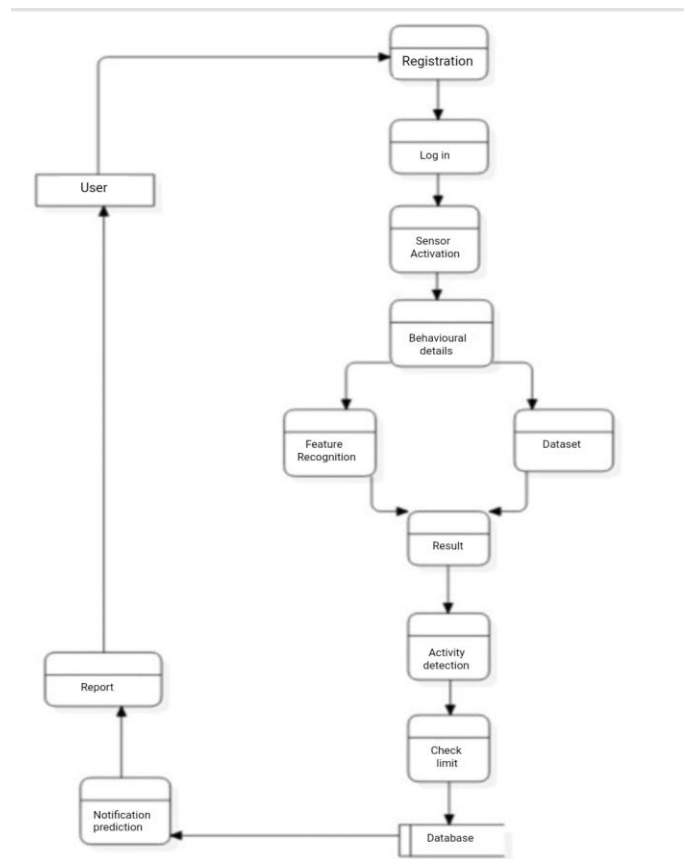 Registration
Log in
User
Sensor
Activation
Behavioural
details
Feature
Recognition
Dataset
Result
Activity
detection
Report
Check
limit
Notification
prediction
Database